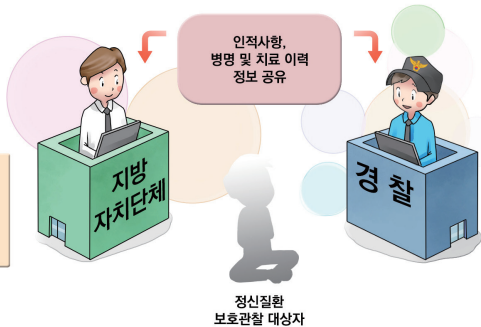 인적사항,
병명 및 치료 이력
정보 공유
지방
자치단체
경찰
정신질환
보호관찰 대상자